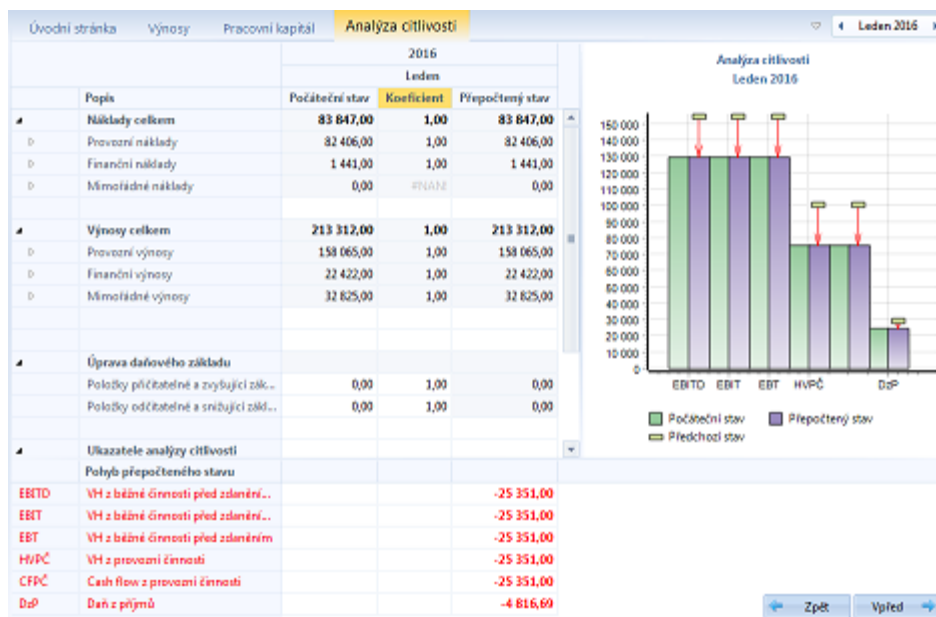 Úvodní stránka Výnosy Pracovní kapitál Analýza citlivosti Leden 2016
2016
Leden
Popis Počáteční stav Koeficient Přepočtený stav
Náklady celkem 83 847,00 1,00 83 847,00
Provozní náklady 82 406,00 1,00 82 406,00
Finanční náklady 1 441,00 1,00 1 441,00
Mimořádné náklady 0,00 #NAN! 0,00
Výnosy celkem 213 312,00 1,00 213 312,00
Provozní výnosy 158 065,00 1,00 158 065,00
Finanční výnosy 22 422,00 1,00 22 422,00
Mimořádné výnosy 32 825,00 1,00 32 825,00
Úprava daňového základu
Položky přičitatelné a zvyšující zák... 0,00 1,00 0,00
Položky odčitatelné a snižující zákl... 0,00 1,00 0,00
Ukazatele analýzy citlivosti
Pohyb přepočteného stavu
EBITD VH z běžné činnosti před zdanění... -25 351,00
EBIT VH z běžné činnosti před zdanění... -25 351,00
EBT VH z běžné činnosti před zdaněním -25 351,00
HVPČ VH z provozní činnosti -25 351,00
CFPČ Cash flow z provozní činnosti -25 351,00
DzP Daň z příjmů -4 816,69
Analýza citlivosti
Leden 2016
150 000
140 000
130 000
120 000
110 000
100 000
90 000
80 000
70 000
60 000
50 000
40 000
30 000
20 000
10 000
0
EBITD EBIT EBT HVPČ DzP
Počáteční stav Přepočtený stav
Předchozí stav
Zpět Vpřed